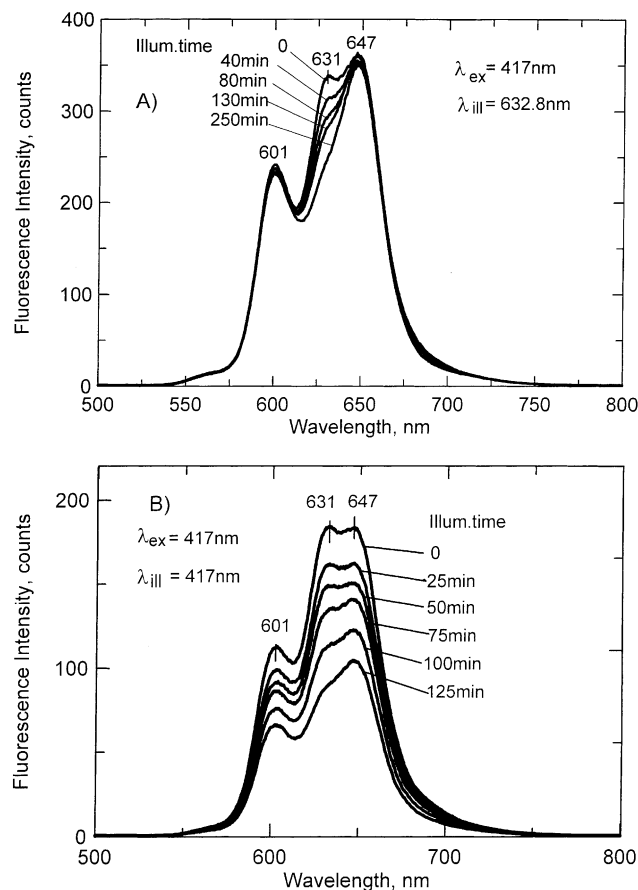 400
Illum.time 0 631 647
40min
λex = 417nm
80min
300
A) 130min
λill = 632.8nm
250min
601
200
100
0
500 550 600 650 700 750 800
Wavelength, nm
Fluorescence Intensity, counts
B)
200
631 647
λex = 417nm
Illum.time
0
λill = 417nm
25min
50min
601
75min
100
100min
125min
0
500 600 700 800
Wavelength, nm
Fluorescence Intensity, counts